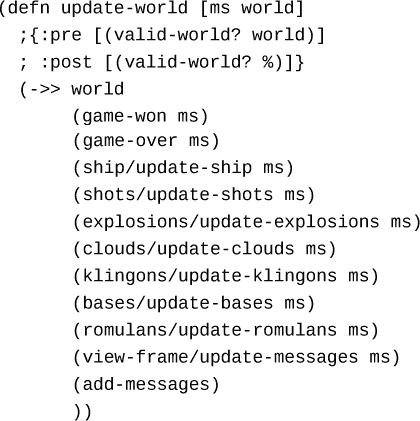 (defn update-world [ms world]
  ;{:pre [(valid-world? world)]
  ; :post [(valid-world? %)]}
  (->> world
       (game-won ms)
       (game-over ms)
       (ship/update-ship ms)
       (shots/update-shots ms)
       (explosions/update-explosions ms)
       (clouds/update-clouds ms)
       (klingons/update-klingons ms)
       (bases/update-bases ms)
       (romulans/update-romulans ms)
       (view-frame/update-messages ms)
       (add-messages)
       ))